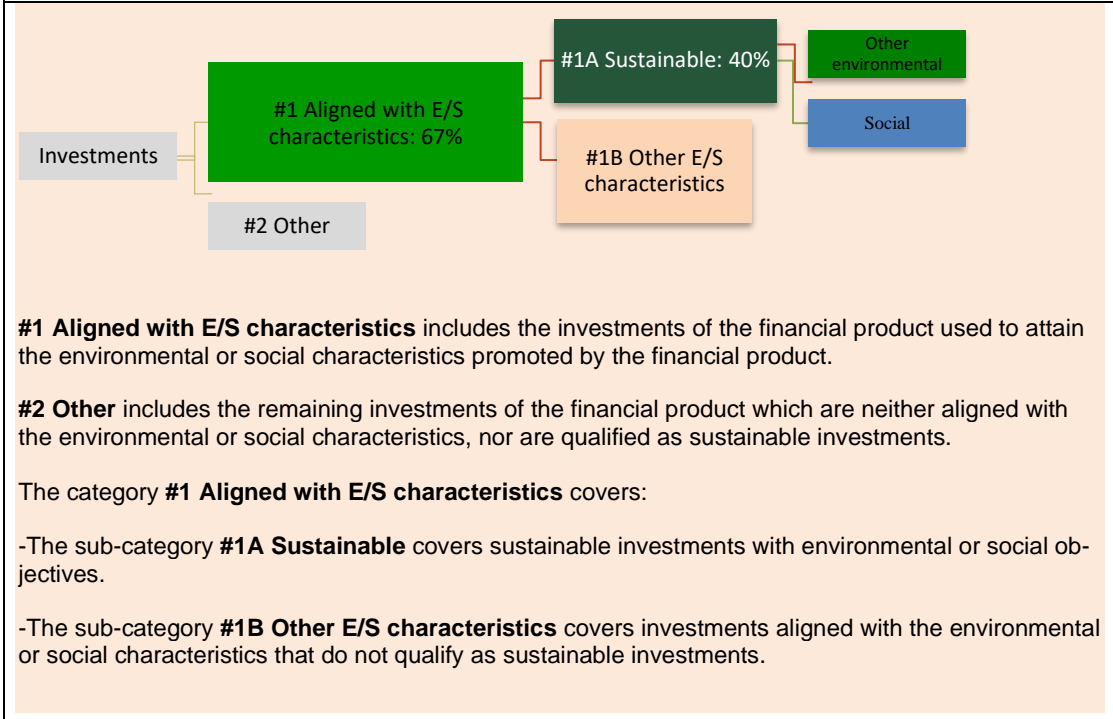 Investments
#1 Aligned with E/S
characteristics: 67%
#2 Other
#1A Sustainable: 40%
#1B Other E/S
characteristics
Other
environmental
Social
#1 Aligned with E/S characteristics includes the investments of the financial product used to attain
the environmental or social characteristics promoted by the financial product.
#2 Other includes the remaining investments of the financial product which are neither aligned with
the environmental or social characteristics, nor are qualified as sustainable investments.
The category #1 Aligned with E/S characteristics covers:
-The sub-category #1A Sustainable covers sustainable investments with environmental or social ob-
jectives.
-The sub-category #1B Other E/S characteristics covers investments aligned with the environmental
or social characteristics that do not qualify as sustainable investments.